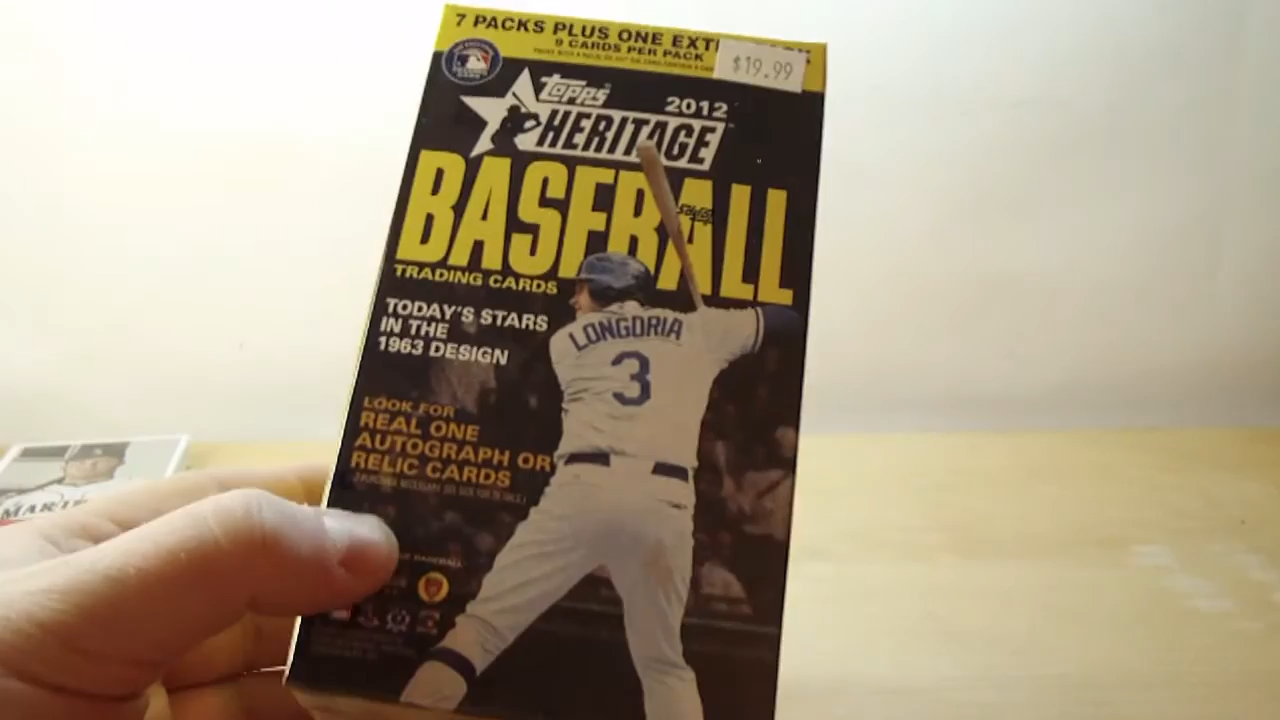 7 PACKS PLUS ONE EXT
9 CARDS PER PACK
$19.99
TOPPS
2012
HERITAGE
BASEBALL
TRADING CARDS
TODAY'S STARS
IN THE
1963 DESIGN
LONGORIA
3
LOOK FOR
REAL ONE
AUTOGRAPH OR
RELIC CARDS
BASEBALL